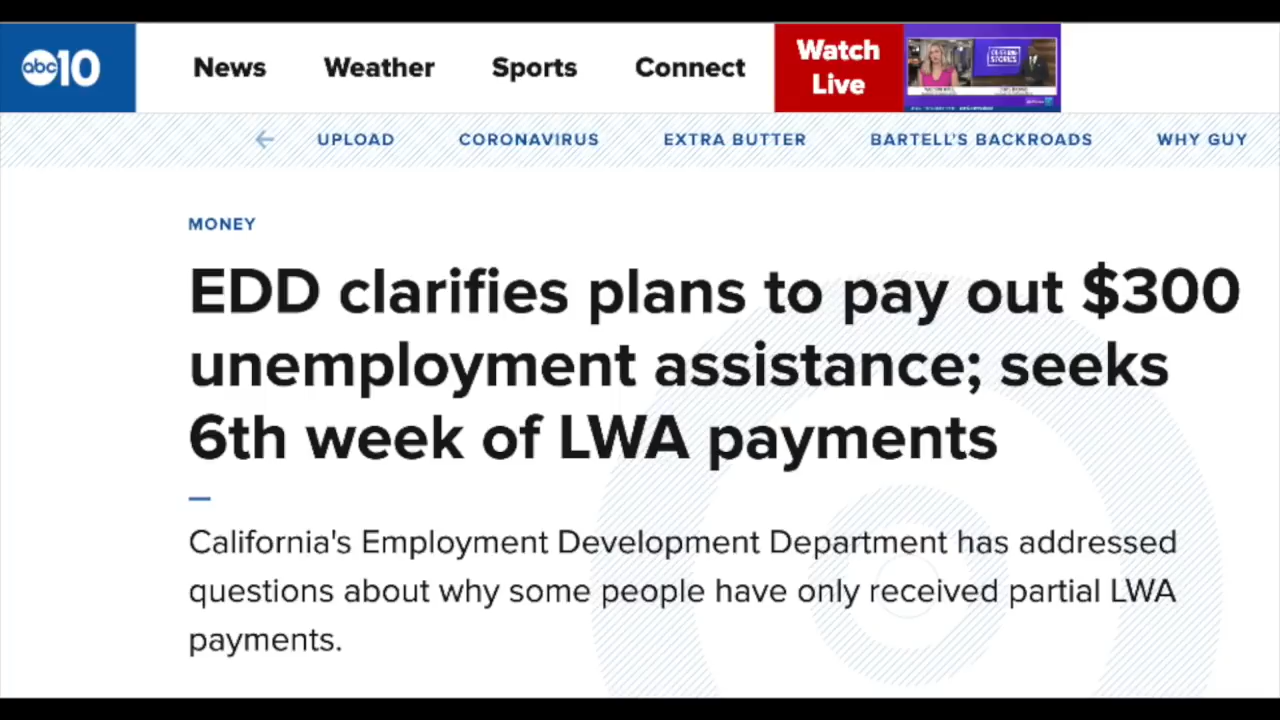 abc10
News Weather Sports Connect
Watch
Live
UPLOAD CORONAVIRUS EXTRA BUTTER BARTELL'S BACKROADS WHY GUY
MONEY
EDD clarifies plans to pay out $300
unemployment assistance; seeks
6th week of LWA payments
California's Employment Development Department has addressed
questions about why some people have only received partial LWA
payments.